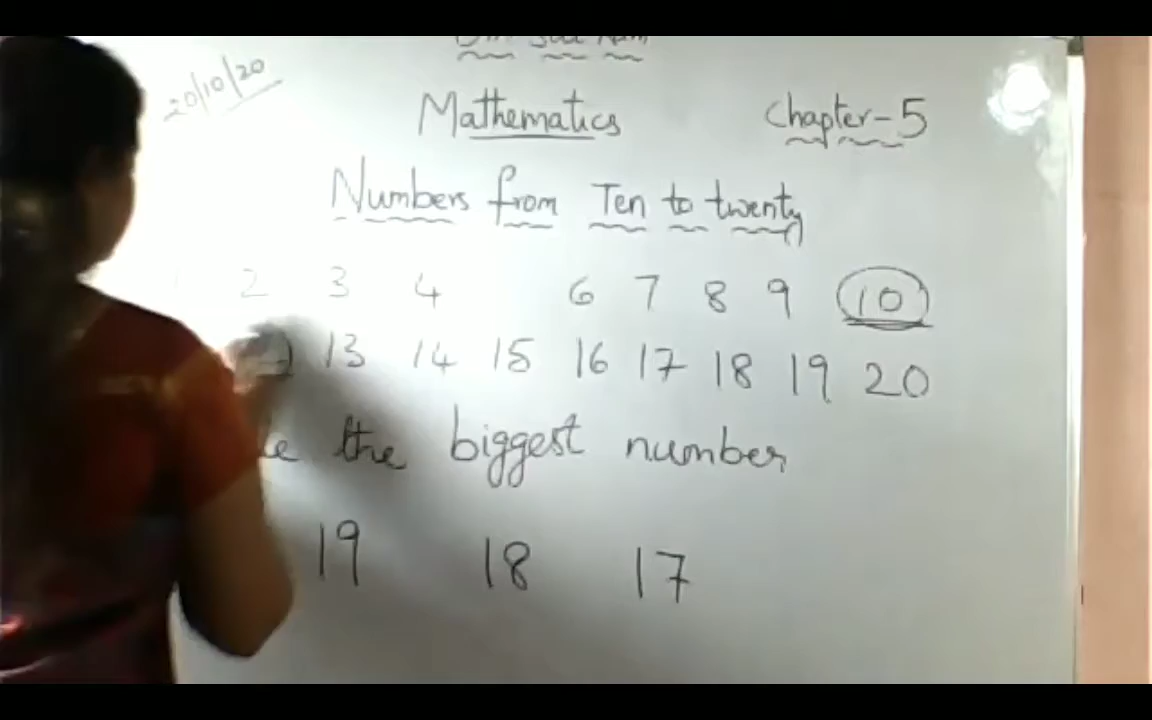 20/10/20
Mathematics Chapter-5
Numbers from Ten to twenty
2 3 4 6 7 8 9 10
13 14 15 16 17 18 19 20
the biggest number
19 18 17